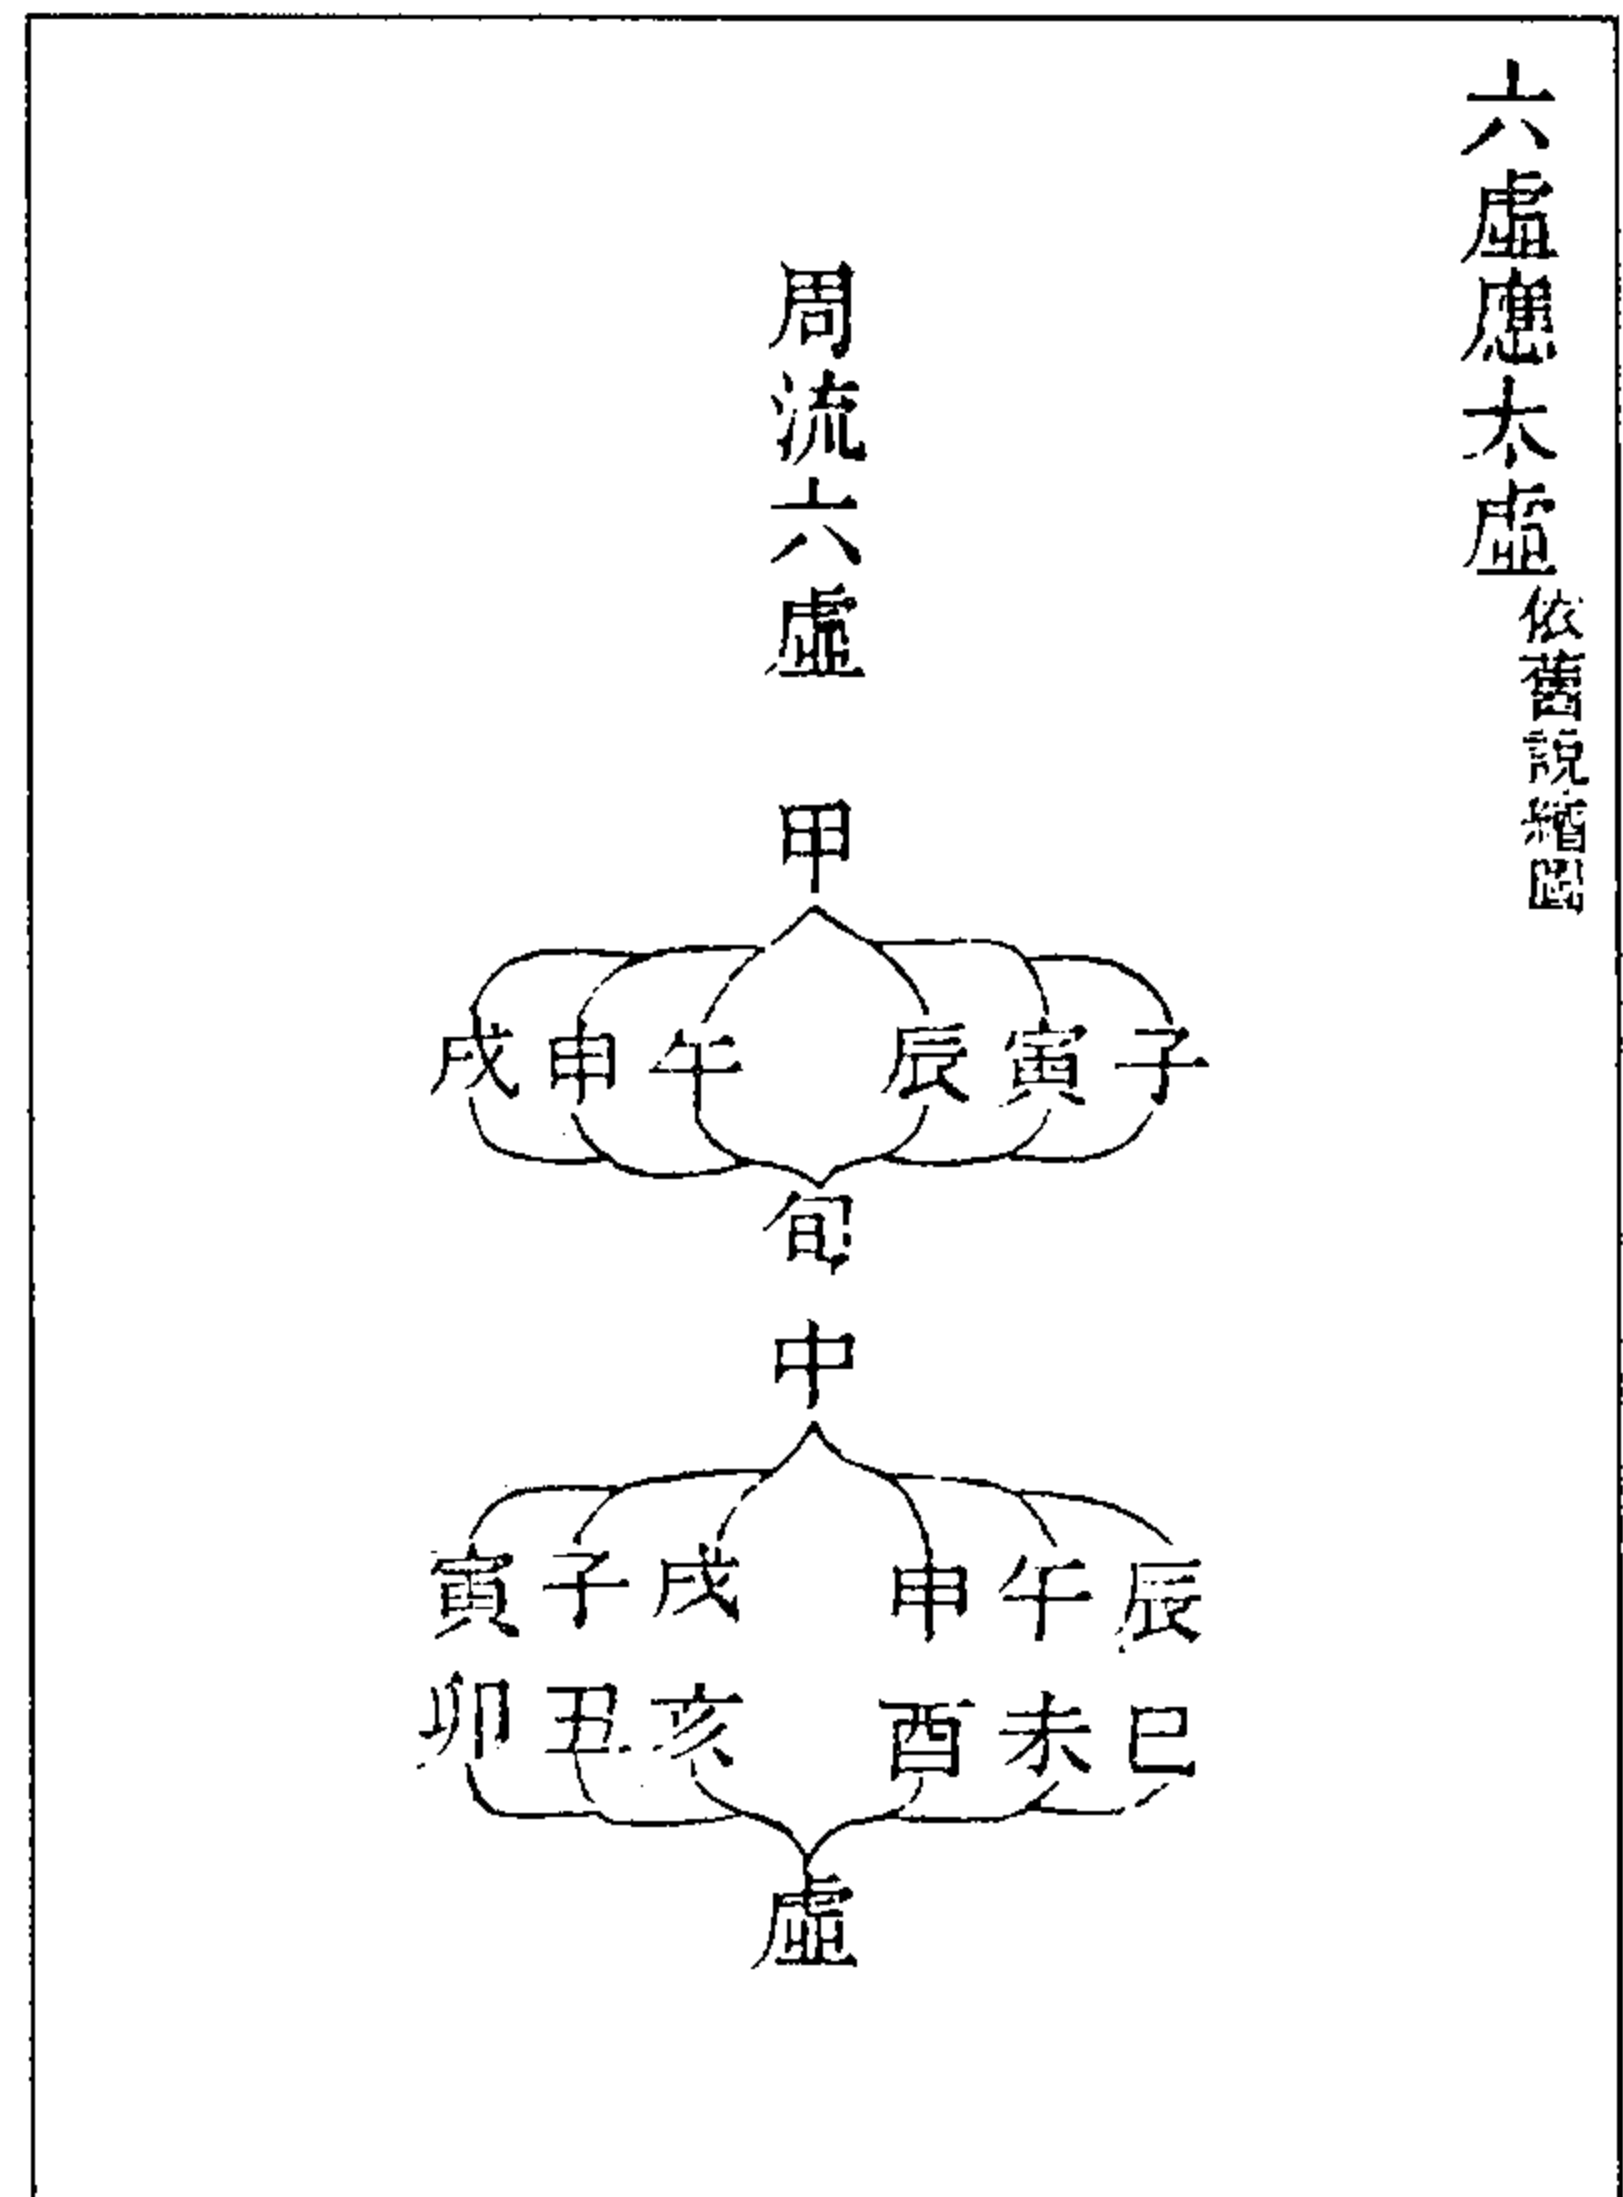 六虛應太虛
依舊說繪圖
周流六虛
甲
子寅辰午申戌
旬中
辰午申戌子寅
巳未酉亥丑卯
虛